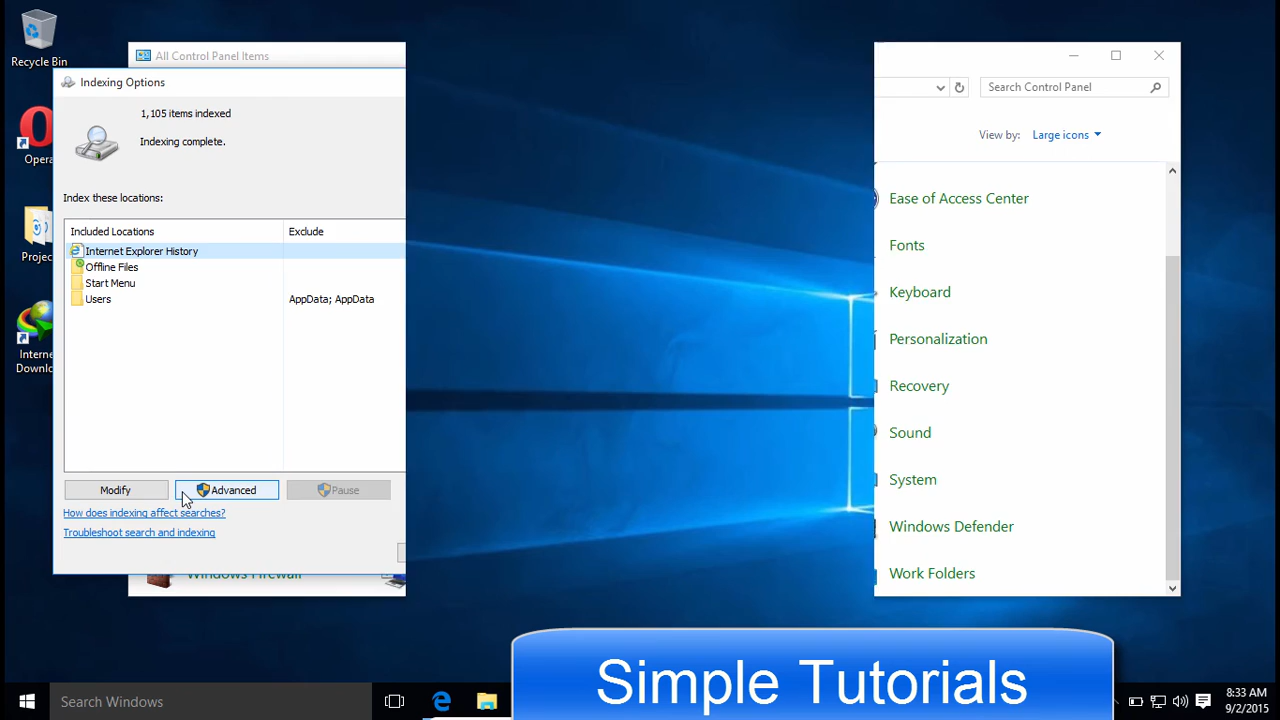 Recycle Bin
Opera
Projec
Interne
Downlo
All Control Panel Items
Indexing Options
1,105 items indexed
Indexing complete.
Index these locations:
Included Locations
Exclude
Internet Explorer History
Offline Files
Start Menu
Users
AppData; AppData
Modify
Advanced
Pause
How does indexing affect searches?
Troubleshoot search and indexing
Windows Firewall
Search Control Panel
View by:
Large icons
Ease of Access Center
Fonts
Keyboard
Personalization
Recovery
Sound
System
Windows Defender
Work Folders
Simple Tutorials
Search Windows
8:33 AM
9/2/2015